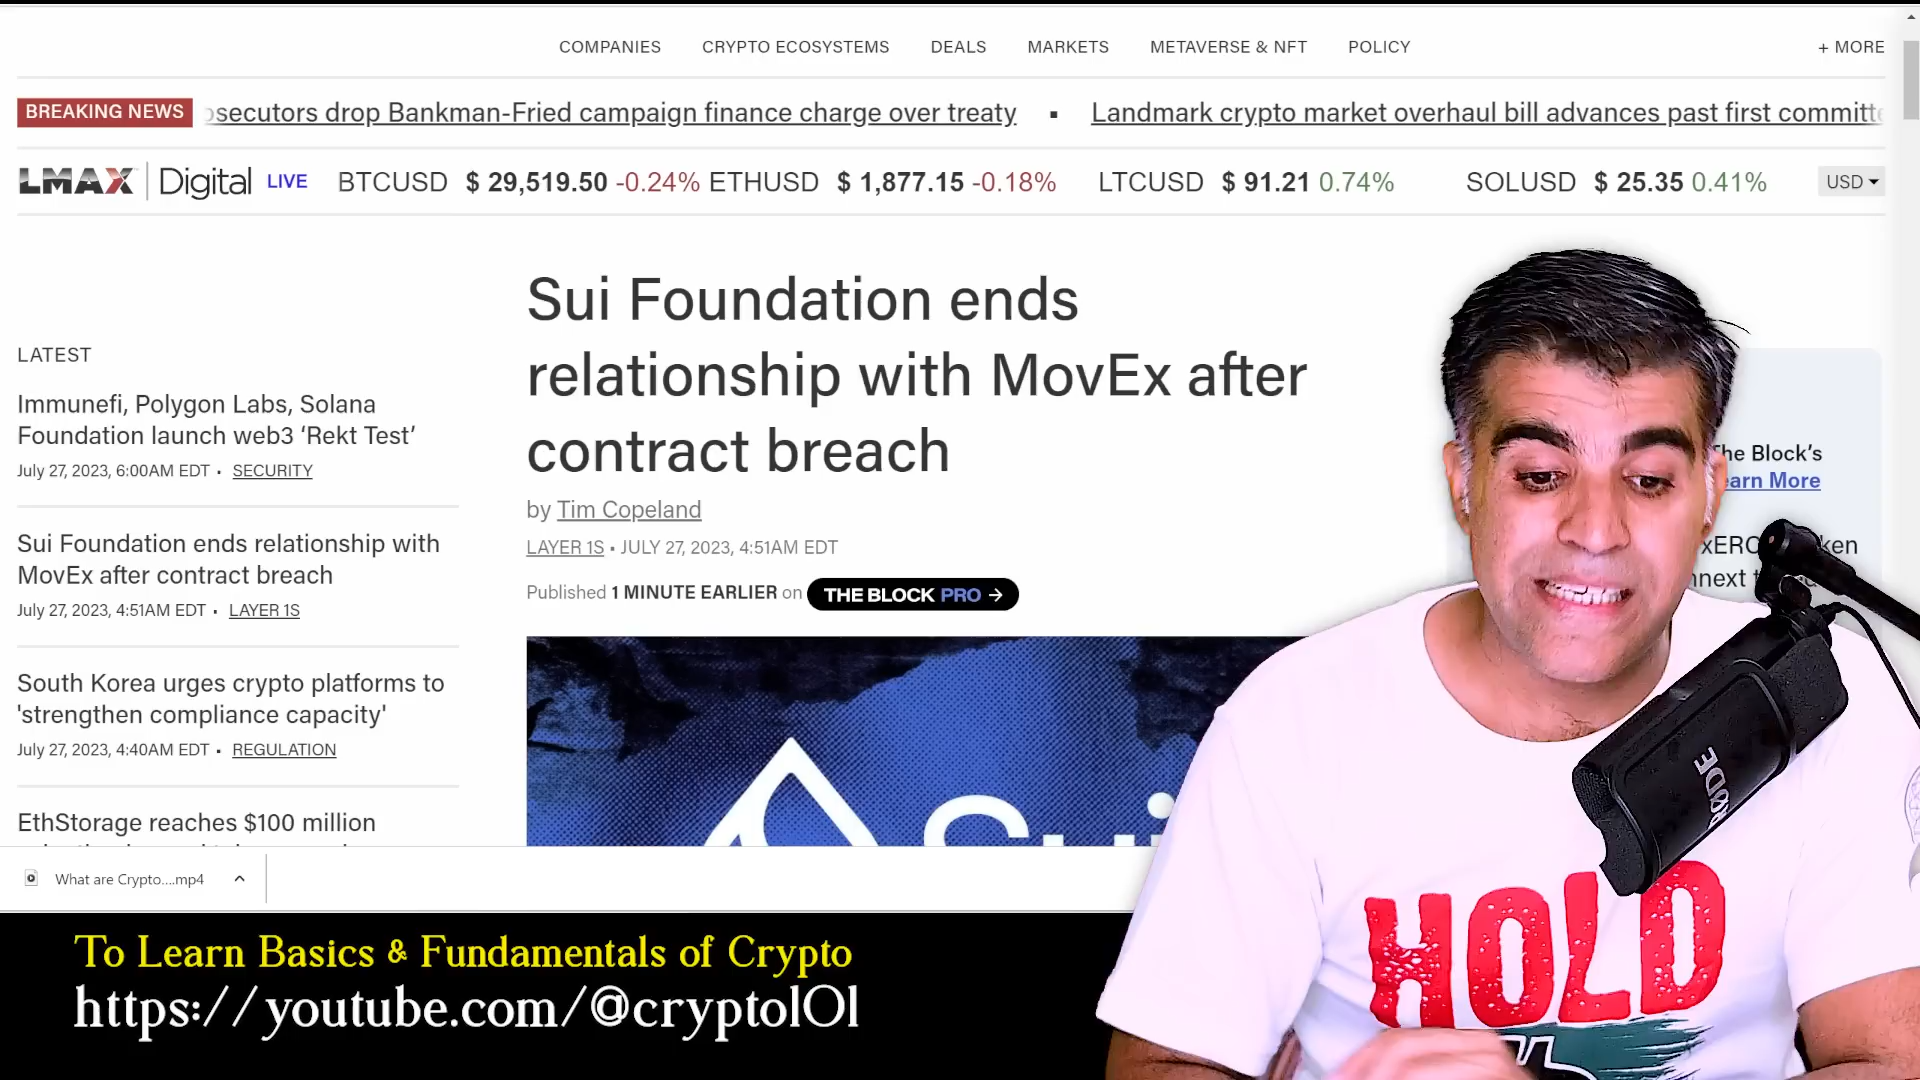 COMPANIES CRYPTO ECOSYSTEMS DEALS MARKETS METAVERSE & NFT POLICY + MORE
BREAKING NEWS drop Bankman-Fried campaign finance charge over treaty ▪ Landmark crypto market overhaul bill advances past first
LMAX Digital LIVE BTCUSD $ 29,519.50 -0.24% ETHUSD $ 1,877.15 -0.18% LTCUSD $ 91.21 0.74% SOLUSD $ 25.35 0.41% USD
Sui Foundation ends
relationship with MovEx after
contract breach
by Tim Copeland
LAYER 1S • JULY 27, 2023, 4:51AM EDT
Published 1 MINUTE EARLIER on THE BLOCK PRO →
LATEST
Immunefi, Polygon Labs, Solana
Foundation launch web3 ‘Rekt Test’
July 27, 2023, 6:00AM EDT • SECURITY
Sui Foundation ends relationship with
MovEx after contract breach
July 27, 2023, 4:51AM EDT • LAYER 1S
South Korea urges crypto platforms to
'strengthen compliance capacity'
July 27, 2023, 4:40AM EDT • REGULATION
EthStorage reaches $100 million
The Block’s
More
Sui
RØDE
HOLD
What are Crypto....mp4
To Learn Basics & Fundamentals of Crypto
https://youtube.com/@crypto101